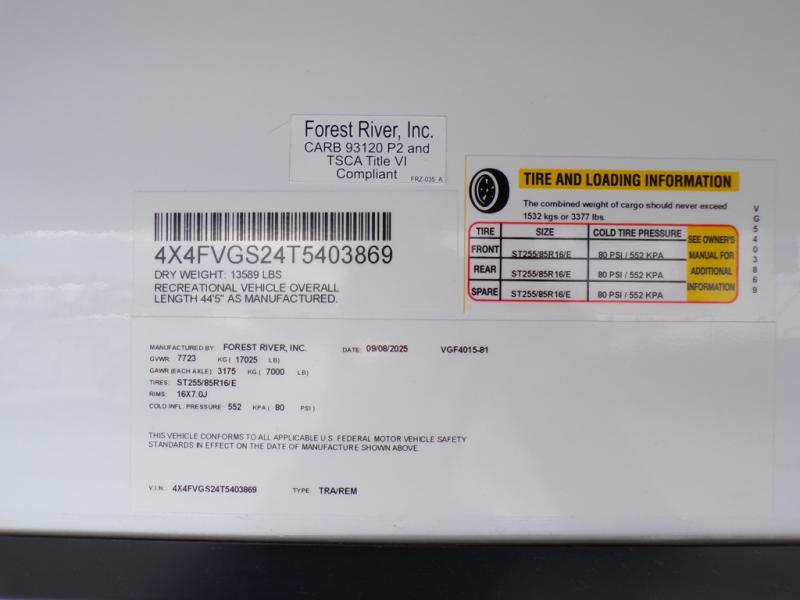 Forest River, Inc.
CARB 93120 P2 and
TSCA Title VI
Compliant
FRZ-035_A
TIRE AND LOADING INFORMATION
The combined weight of cargo should never exceed
1532 kgs or 3377 lbs.
TIRE SIZE COLD TIRE PRESSURE SEE OWNER'S
FRONT ST255/85R16/E 80 PSI / 552 KPA MANUAL FOR
REAR ST255/85R16/E 80 PSI / 552 KPA ADDITIONAL
SPARE ST255/85R16/E 80 PSI / 552 KPA INFORMATION
VG5403869
4X4FVGS24T5403869
DRY WEIGHT: 13589 LBS
RECREATIONAL VEHICLE OVERALL
LENGTH 44'5" AS MANUFACTURED.
MANUFACTURED BY: FOREST RIVER, INC. DATE: 09/08/2025 VGF4015-81
GVWR: 7723 KG ( 17025 LB)
GAWR (EACH AXLE): 3175 KG ( 7000 LB)
TIRES: ST255/85R16/E
RIMS: 16X7.0J
COLD INFL. PRESSURE: 552 KPA ( 80 PSI )
THIS VEHICLE CONFORMS TO ALL APPLICABLE U.S. FEDERAL MOTOR VEHICLE SAFETY
STANDARDS IN EFFECT ON THE DATE OF MANUFACTURE SHOWN ABOVE.
V.I.N.: 4X4FVGS24T5403869 TYPE: TRA/REM